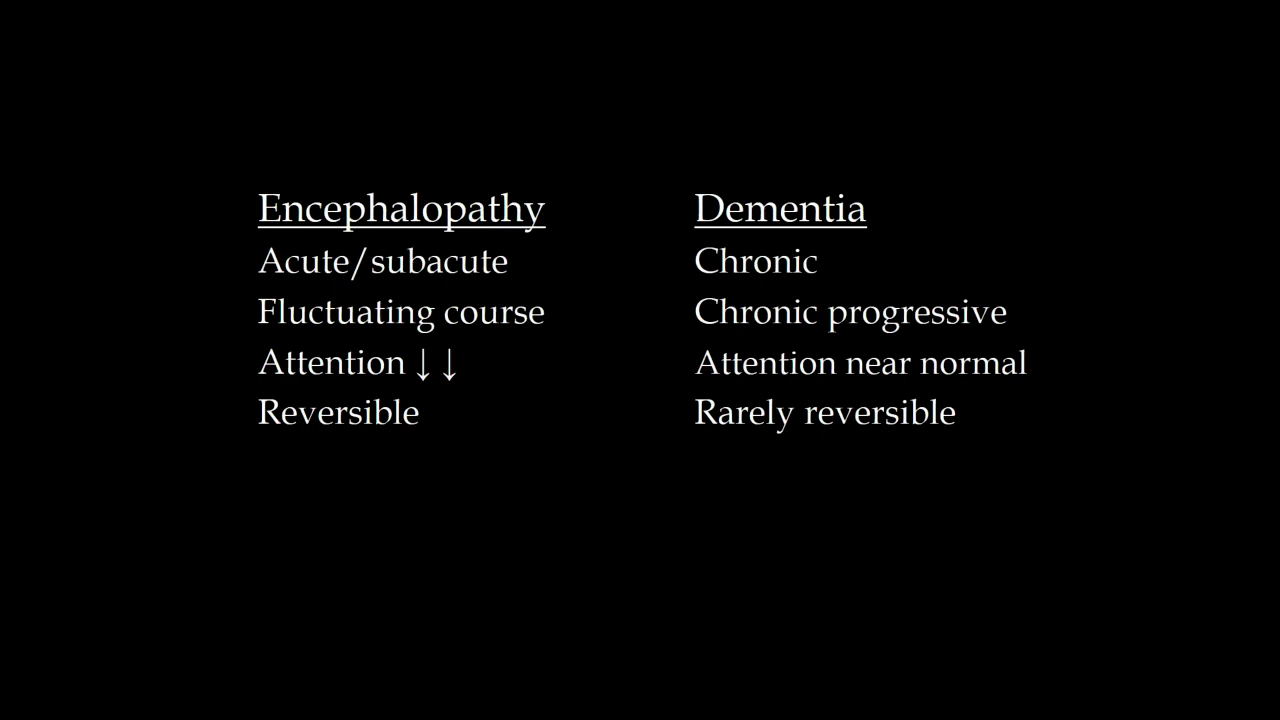 Encephalopathy
Acute/subacute
Fluctuating course
Attention ↓ ↓
Reversible
Dementia
Chronic
Chronic progressive
Attention near normal
Rarely reversible